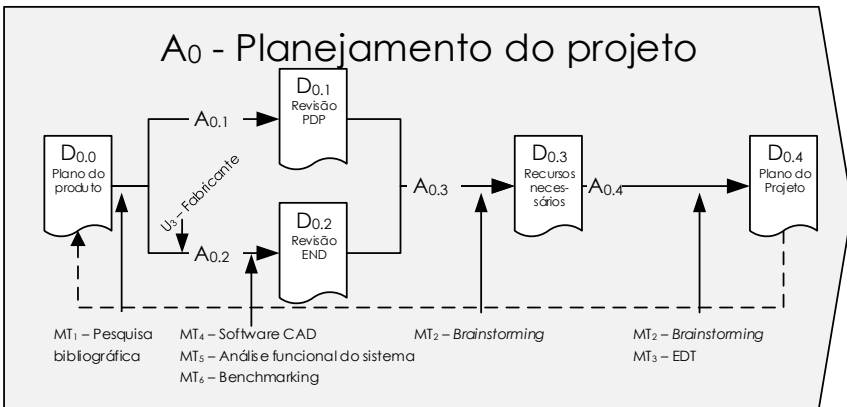 A0 - Planejamento do projeto
D0.0
Plano do
produto
A0.1
D0.1
Revisão
PDP
U3 – Fabricante
A0.2
D0.2
Revisão
END
A0.3
D0.3
Recursos
neces-
sários
A0.4
D0.4
Plano do
Projeto
MT1 – Pesquisa
bibliográfica
MT4 – Software CAD
MT5 – Análise funcional do sistema
MT6 – Benchmarking
MT2 – Brainstorming
MT2 – Brainstorming
MT3 – EDT